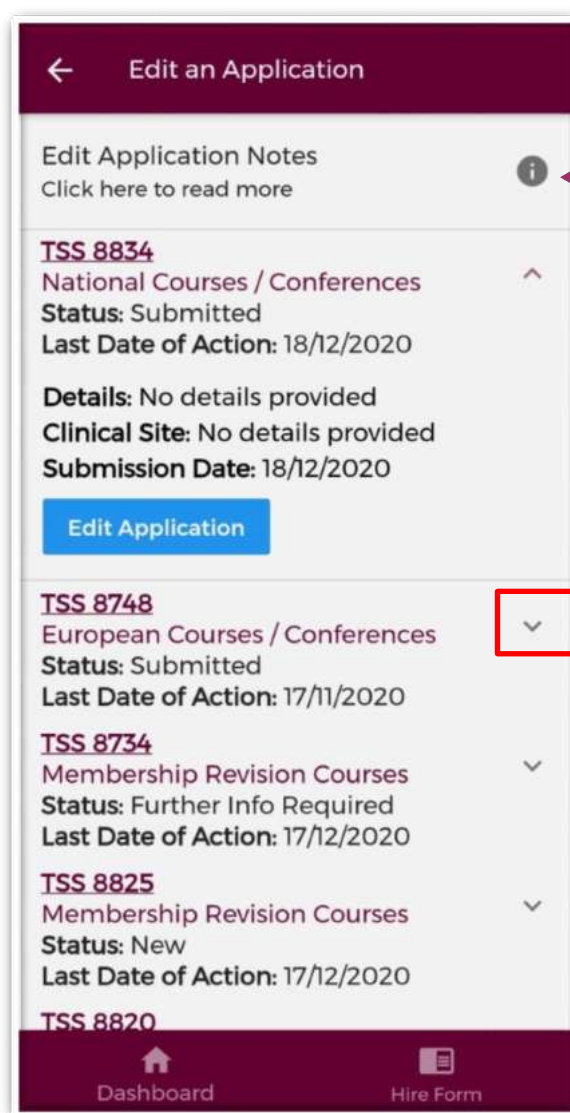 Edit an Application
Edit Application Notes
Click here to read more
TSS 8834
National Courses / Conferences
Status: Submitted
Last Date of Action: 18/12/2020
Details: No details provided
Clinical Site: No details provided
Submission Date: 18/12/2020
Edit Application
TSS 8748
European Courses / Conferences
Status: Submitted
Last Date of Action: 17/11/2020
TSS 8734
Membership Revision Courses
Status: Further Info Required
Last Date of Action: 17/12/2020
TSS 8825
Membership Revision Courses
Status: New
Last Date of Action: 17/12/2020
TSS 8820
Dashboard
Hire Form